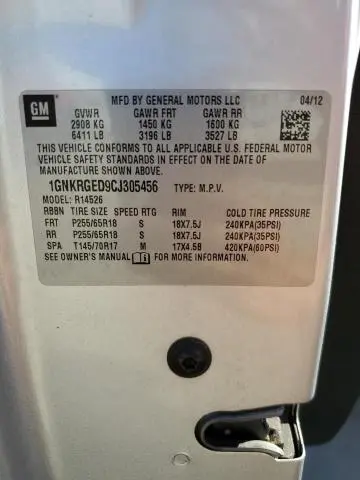 GM
MFD BY GENERAL MOTORS LLC 04/12
GVWR GAWR FRT GAWR RR
2908 KG 1450 KG 1600 KG
6411 LB 3196 LB 3527 LB
THIS VEHICLE CONFORMS TO ALL APPLICABLE U.S. FEDERAL MOTOR
VEHICLE SAFETY STANDARDS IN EFFECT ON THE DATE OF
MANUFACTURE SHOWN ABOVE.
1GNKRGED9CJ305456 TYPE: M.P.V.
MODEL: R14526
RBBN TIRE SIZE SPEED RTG RIM COLD TIRE PRESSURE
FRT P255/65R18 S 18X7.5J 240KPA(35PSI)
RR P255/65R18 S 18X7.5J 240KPA(35PSI)
SPA T145/70R17 M 17X4.5B 420KPA(60PSI)
SEE OWNER'S MANUAL FOR MORE INFORMATION.